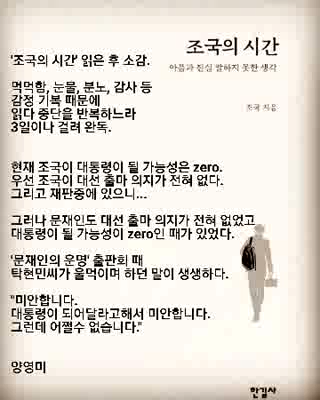 조국의 시간
아픔과 진실 말하지 못한 생각
조국 지음
'조국의 시간' 읽은 후 소감.
먹먹함, 눈물, 분노, 감사 등
감정 기복 때문에
읽다 중단을 반복하느라
3일이나 걸려 완독.
현재 조국이 대통령이 될 가능성은 zero.
우선 조국이 대선 출마 의지가 전혀 없다.
그리고 재판중에 있으니...
그러나 문재인도 대선 출마 의지가 전혀 없었고
대통령이 될 가능성이 zero인 때가 있었다.
'문재인의 운명' 출판회 때
탁현민씨가 울먹이며 하던 말이 생생하다.
"미안합니다.
대통령이 되어달라고해서 미안합니다.
그런데 어쩔수 없습니다."
양영미
한길사